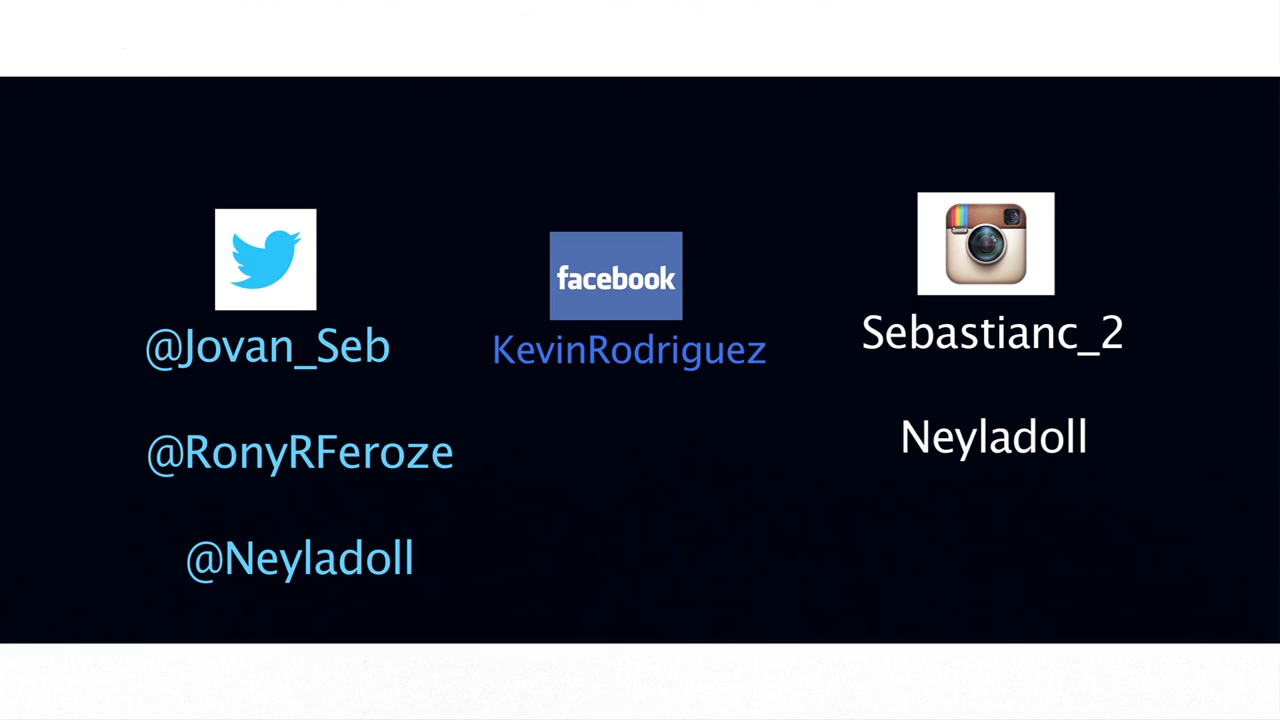 facebook
@Jovan_Seb
KevinRodriguez
Sebastianc_2
@RonyRFeroze
Neyladoll
@Neyladoll